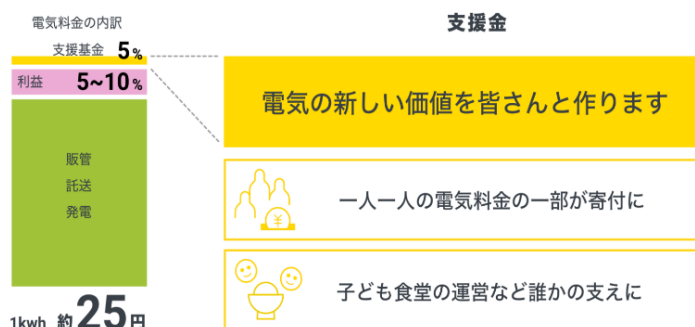 電気料金の内訳
支援基金 5%
利益 5~10%
販管
託送
発電
1kwh 約25円
支援金
電気の新しい価値を皆さんと作ります
¥
一人一人の電気料金の一部が寄付に
子ども食堂の運営など誰かの支えに